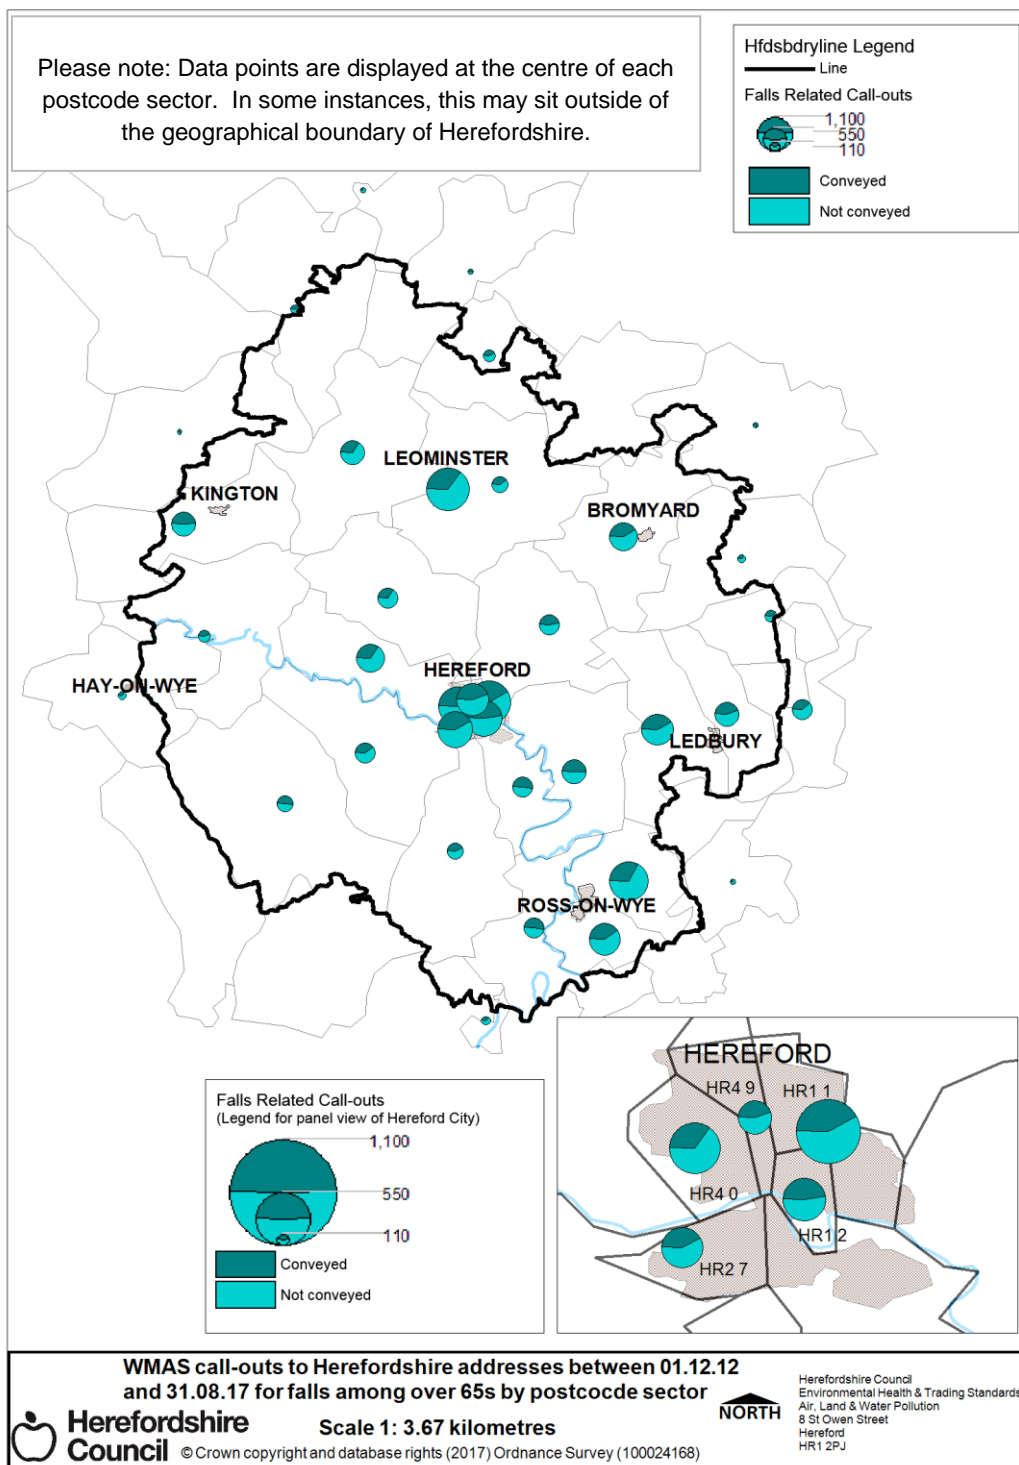 Please note: Data points are displayed at the centre of each
postcode sector. In some instances, this may sit outside of
the geographical boundary of Herefordshire.
Hfdsbdryline Legend
Line
Falls Related Call-outs
1,100
550
110
Conveyed
Not conveyed
LEOMINSTER
KINGTON
BROMYARD
HEREFORD
HAY-ON-WYE
LEDBURY
ROSS-ON-WYE
Falls Related Call-outs
(Legend for panel view of Hereford City)
1,100
550
110
Conveyed
Not conveyed
HEREFORD
HR4 9
HR1 1
HR4 0
HR1 2
HR2 7
WMAS call-outs to Herefordshire addresses between 01.12.12
and 31.08.17 for falls among over 65s by postcocde sector
Scale 1: 3.67 kilometres
Herefordshire
Council
© Crown copyright and database rights (2017) Ordnance Survey (100024168)
NORTH
Herefordshire Council
Environmental Health & Trading Standards
Air, Land & Water Pollution
8 St Owen Street
Hereford
HR1 2PJ